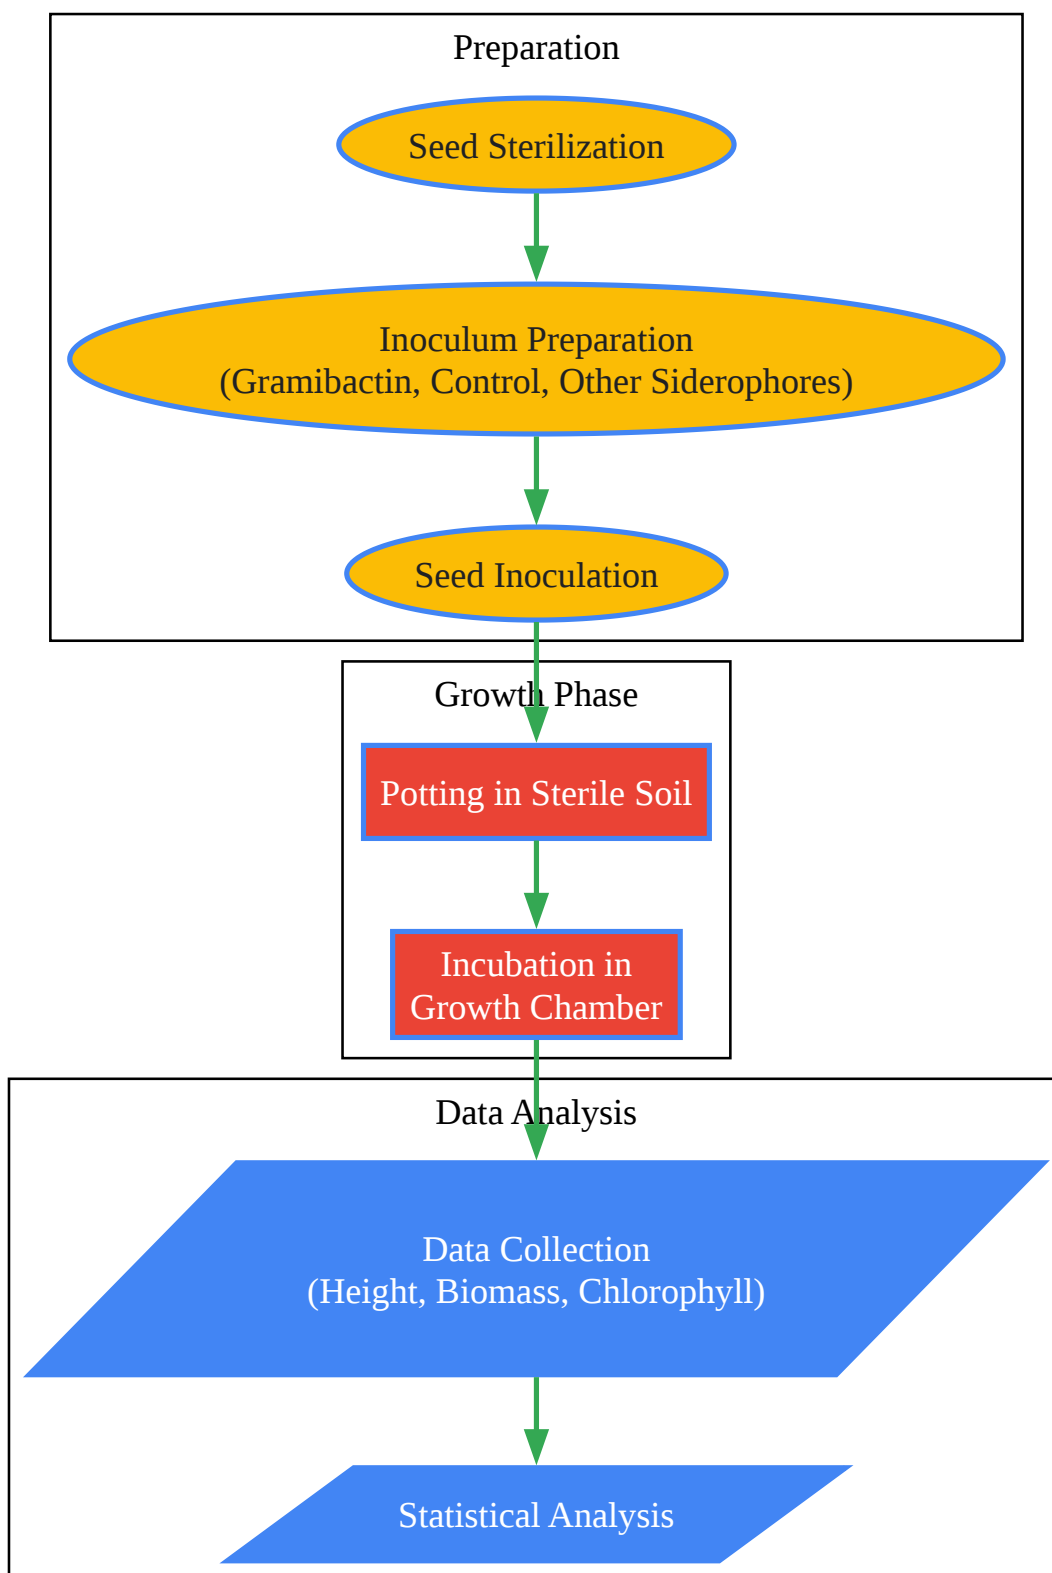 Preparation
Seed Sterilization
Inoculum Preparation
(Gramibactin, Control, Other Siderophores)
Seed Inoculation
Growth Phase
Potting in Sterile Soil
Incubation in
Growth Chamber
Data Analysis
Data Collection
(Height, Biomass, Chlorophyll)
Statistical Analysis